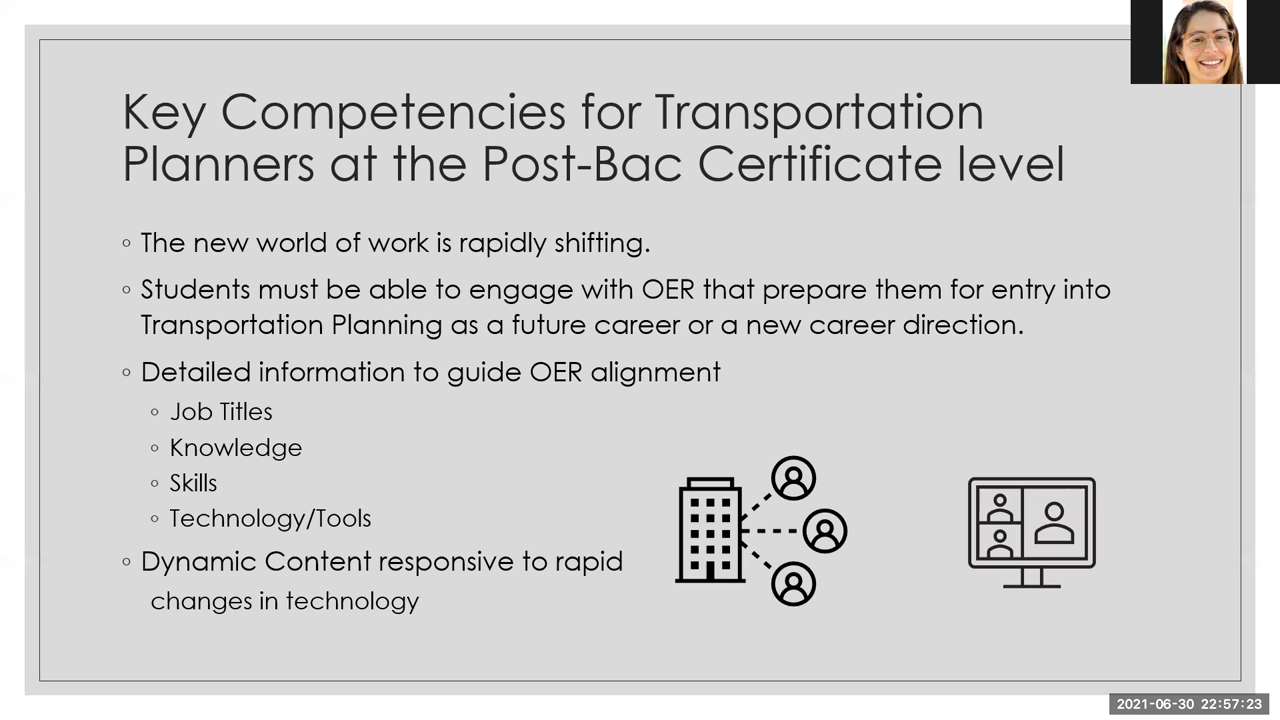 Key Competencies for Transportation
Planners at the Post-Bac Certificate level
◦ The new world of work is rapidly shifting.
◦ Students must be able to engage with OER that prepare them for entry into
Transportation Planning as a future career or a new career direction.
◦ Detailed information to guide OER alignment
◦ Job Titles
◦ Knowledge
◦ Skills
◦ Technology/Tools
◦ Dynamic Content responsive to rapid
changes in technology
2021-06-30 22:57:23